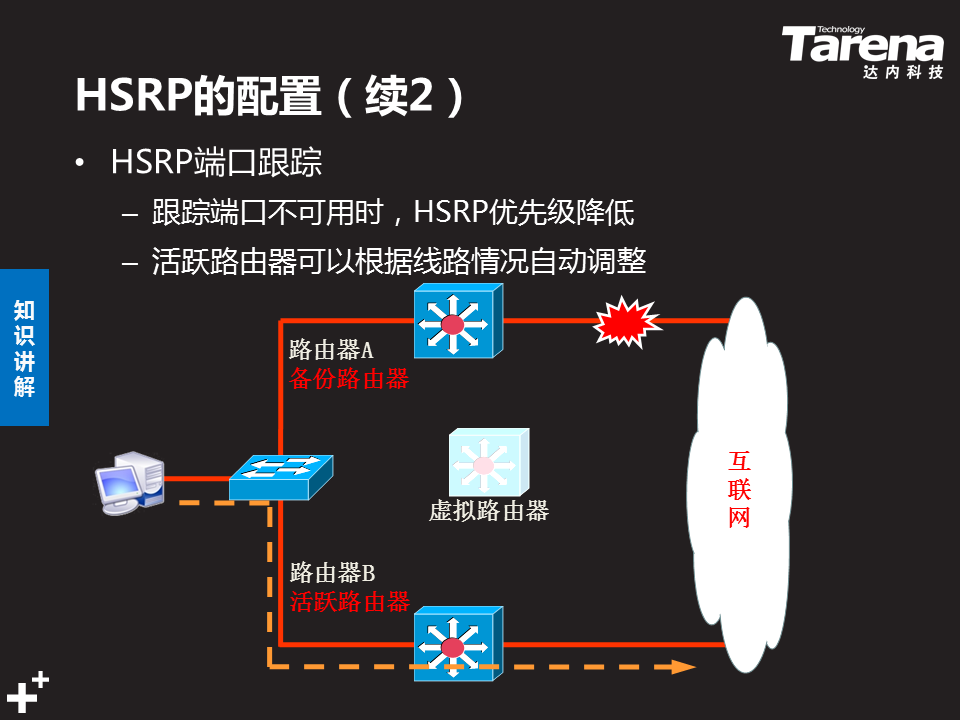 Technology
Tarena
达内科技
HSRP的配置（续2）
• HSRP端口跟踪
– 跟踪端口不可用时，HSRP优先级降低
– 活跃路由器可以根据线路情况自动调整
知识讲解
路由器A
备份路由器
虚拟路由器
互联网
路由器B
活跃路由器